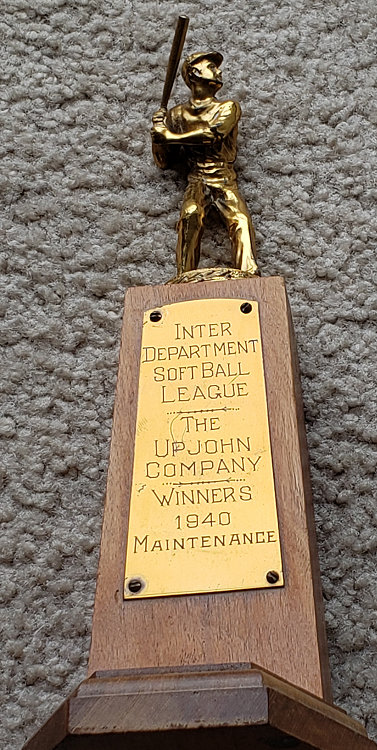 INTER
DEPARTMENT
SOFT BALL
LEAGUE
THE
UPJOHN
COMPANY
WINNERS
1940
MAINTENANCE